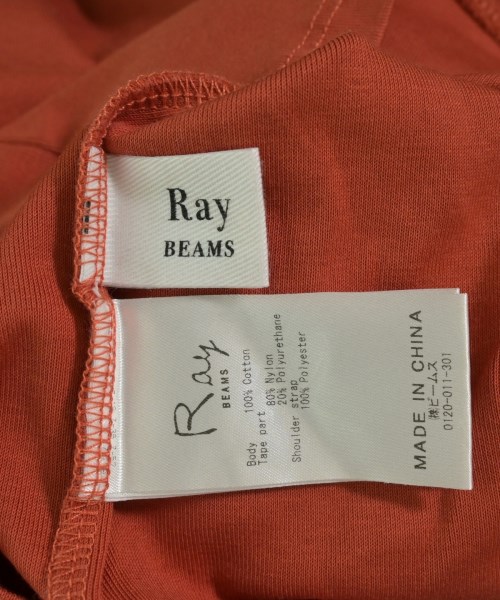 Ray
BEAMS
Ray
BEAMS
Body 100% Cotton
Tape part 80% Nylon
20% Polyurethane
Shoulder strap
100% Polyester
MADE IN CHINA
㈱ビームス
0120-011-301